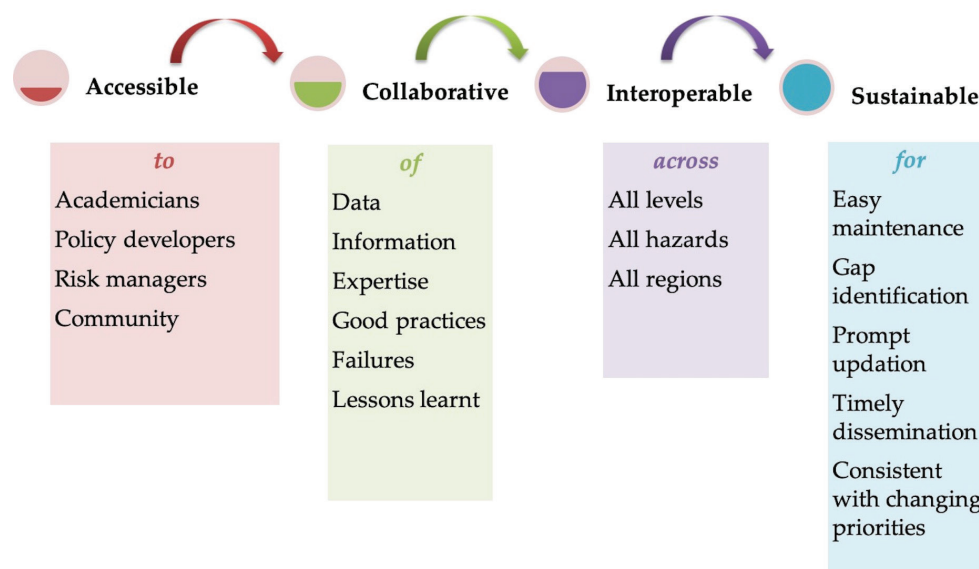 Accessible
to
Academicians
Policy developers
Risk managers
Community
Collaborative
of
Data
Information
Expertise
Good practices
Failures
Lessons learnt
Interoperable
across
All levels
All hazards
All regions
Sustainable
for
Easy
maintenance
Gap
identification
Prompt
updation
Timely
dissemination
Consistent
with changing
priorities